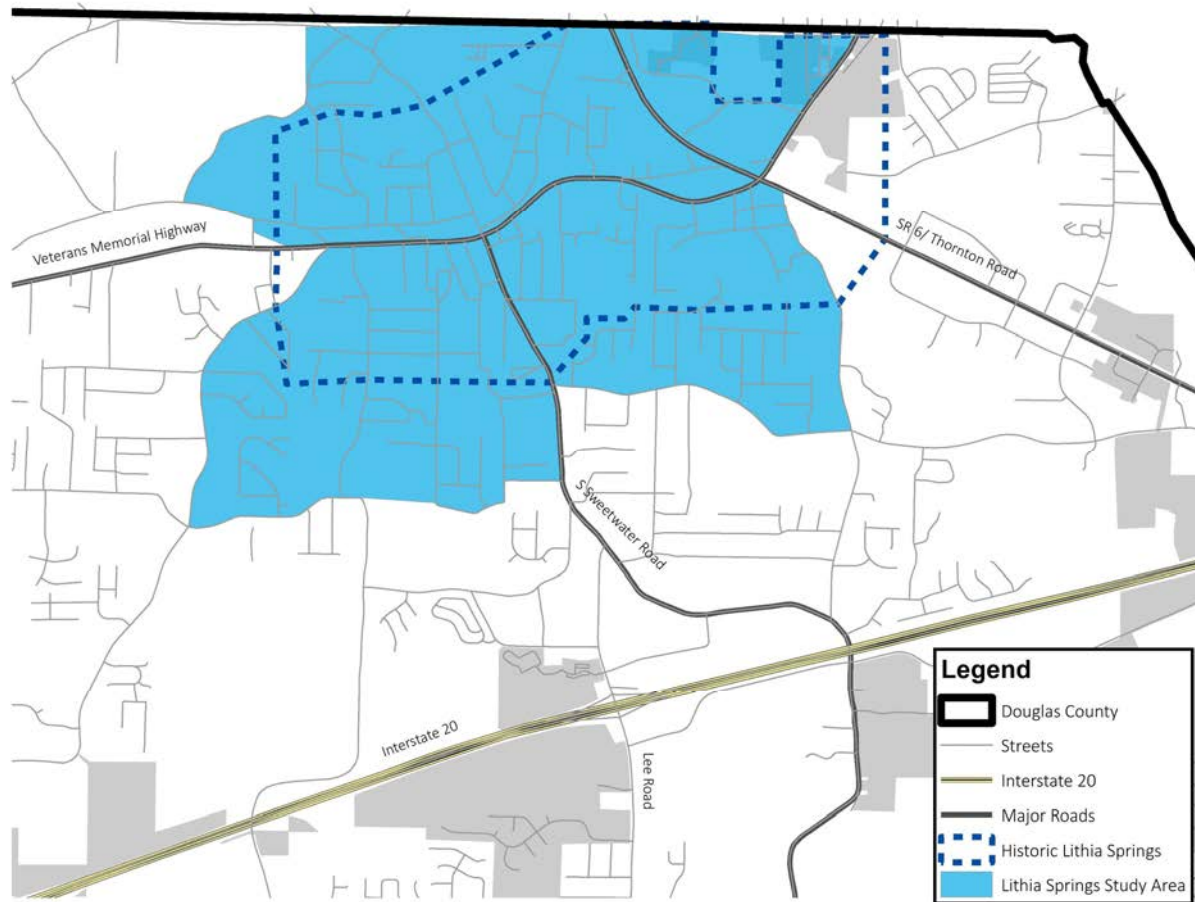 Veterans Memorial Highway
SR 6/ Thornton Road
S Sweetwater Road
Interstate 20
Lee Road
Legend
Douglas County
Streets
Interstate 20
Major Roads
Historic Lithia Springs
Lithia Springs Study Area